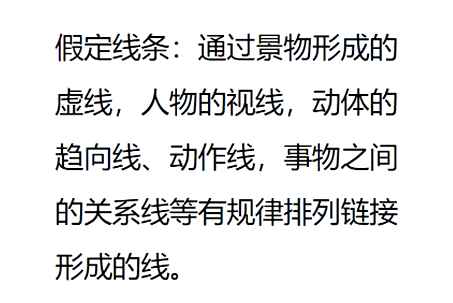 假定线条：通过景物形成的
虚线，人物的视线，动体的
趋向线、动作线，事物之间
的关系线等有规律排列链接
形成的线。